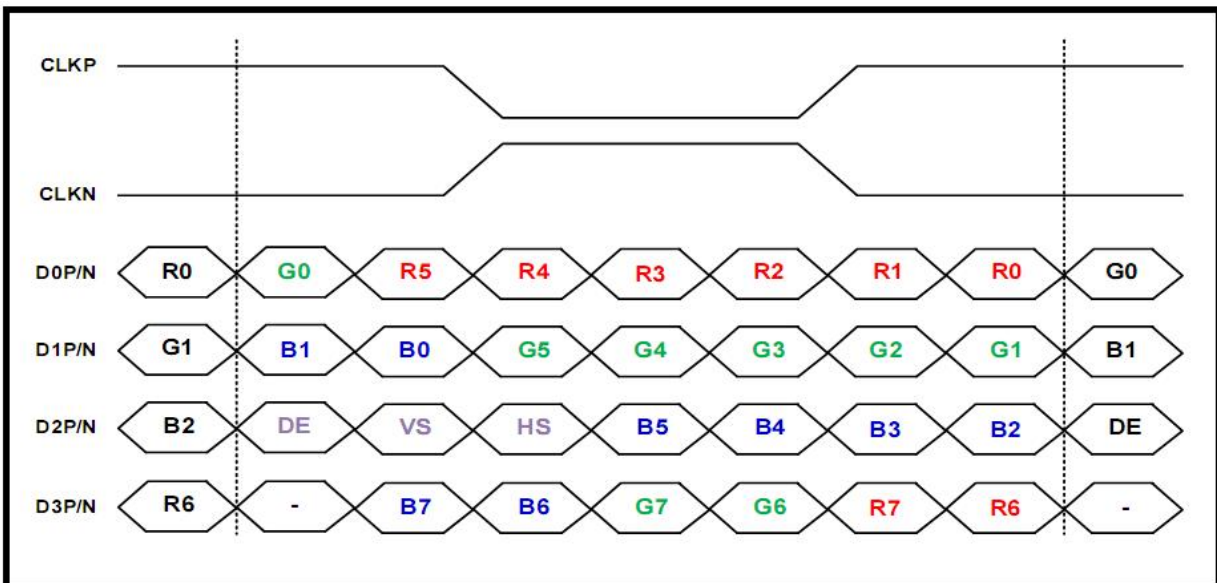 CLKP
CLKN
D0P/N R0 G0 R5 R4 R3 R2 R1 R0 G0
D1P/N G1 B1 B0 G5 G4 G3 G2 G1 B1
D2P/N B2 DE VS HS B5 B4 B3 B2 DE
D3P/N R6 - B7 B6 G7 G6 R7 R6 -